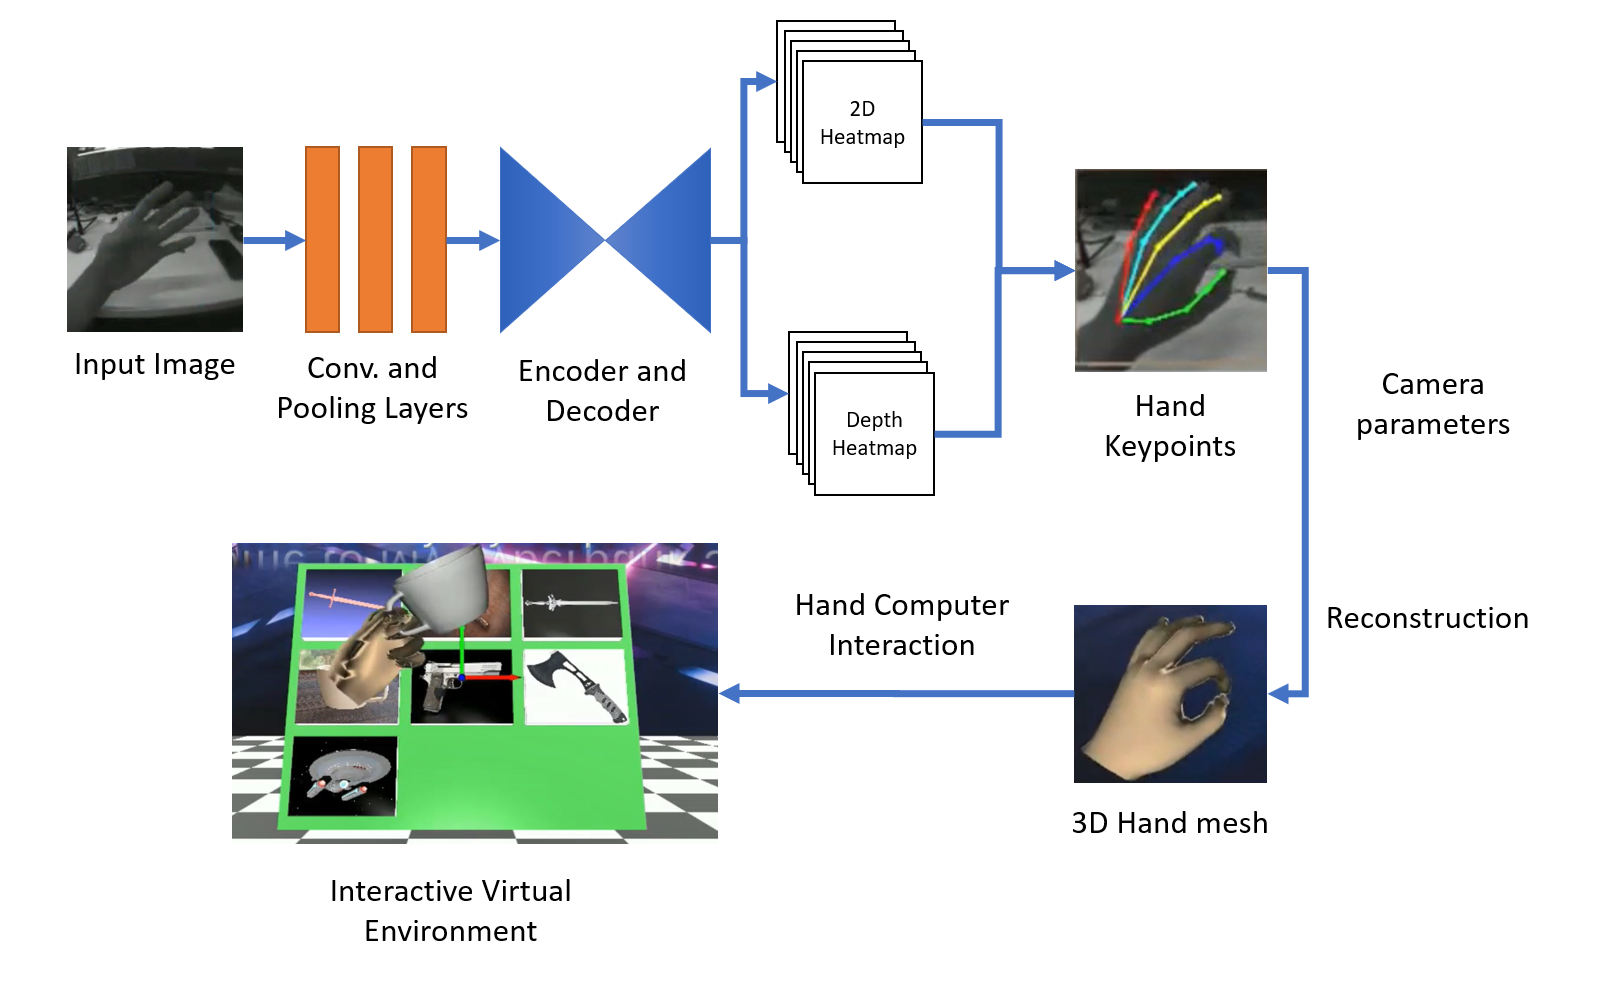 2D
Heatmap
Input Image
Conv. and
Pooling Layers
Encoder and
Decoder
Depth
Heatmap
Hand
Keypoints
Camera
parameters
Reconstruction
3D Hand mesh
Hand Computer
Interaction
Interactive Virtual
Environment